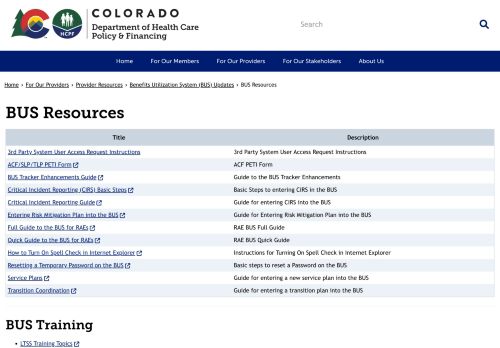 CO
HCPF
COLORADO
Department of Health Care
Policy & Financing
Search
Home For Our Members For Our Providers For Our Stakeholders About Us
Home › For Our Providers › Provider Resources › Benefits Utilization System (BUS) Updates › BUS Resources
BUS Resources
Title Description
3rd Party System User Access Request Instructions 3rd Party System User Access Request Instructions
ACF/SLP/TLP PETI Form ACF PETI Form
BUS Tracker Enhancements Guide Guide to the BUS Tracker Enhancements
Critical Incident Reporting (CIRS) Basic Steps Basic Steps to entering CIRS in the BUS
Critical Incident Reporting Guide Guide for entering CIRS into the BUS
Entering Risk Mitigation Plan into the BUS Guide for Entering Risk Mitigation Plan into the BUS
Full Guide to the BUS for RAEs RAE BUS Full Guide
Quick Guide to the BUS for RAEs RAE BUS Quick Guide
How to Turn On Spell Check in Internet Explorer Instructions for Turning On Spell Check in Internet Explorer
Resetting a Temporary Password on the BUS Basic steps to reset a Password on the BUS
Service Plans Guide for entering a new service plan into the BUS
Transition Coordination Guide for entering a transition plan into the BUS
BUS Training
• LTSS Training Topics